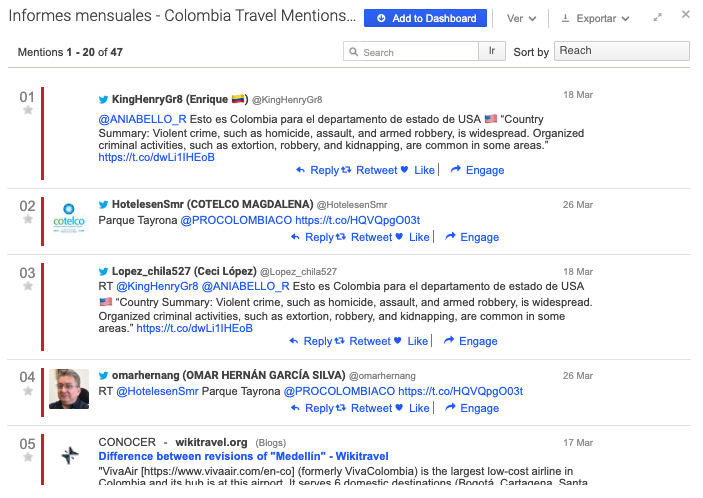 Informes mensuales - Colombia Travel Mentions...
Add to Dashboard
Ver
Exportar
Mentions 1 - 20 of 47
Search
Ir
Sort by
Reach
01
KingHenryGr8 (Enrique 🇨🇴) @KingHenryGr8
18 Mar
@ANIABELLO_R Esto es Colombia para el departamento de estado de USA 🇺🇸 “Country
Summary: Violent crime, such as homicide, assault, and armed robbery, is widespread. Organized
criminal activities, such as extortion, robbery, and kidnapping, are common in some areas.”
https://t.co/dwLi1IHEoB
Reply Retweet Like Engage
02
cotelco
HotelesenSmr (COTELCO MAGDALENA) @HotelesenSmr
26 Mar
Parque Tayrona @PROCOLOMBIACO https://t.co/HQVQpgO03t
Reply Retweet Like Engage
03
Lopez_chila527 (Ceci López) @Lopez_chila527
18 Mar
RT @KingHenryGr8 @ANIABELLO_R Esto es Colombia para el departamento de estado de USA
🇺🇸 “Country Summary: Violent crime, such as homicide, assault, and armed robbery, is widespread.
Organized criminal activities, such as extortion, robbery, and kidnapping, are common in some
areas.” https://t.co/dwLi1IHEoB
Reply Retweet Like Engage
04
omarhernang (OMAR HERNÁN GARCÍA SILVA) @omarhernang
26 Mar
RT @HotelesenSmr Parque Tayrona @PROCOLOMBIACO https://t.co/HQVQpgO03t
Reply Retweet Like Engage
05
CONOCER - wikitravel.org (Blogs)
17 Mar
Difference between revisions of "Medellín" - Wikitravel
"VivaAir [https://www.vivaair.com/en-co] (formerly VivaColombia) is the largest low-cost airline in
Colombia and its hub is at this airport. It serves 6 domestic destinations (Bogotá, Cartagena, Santa